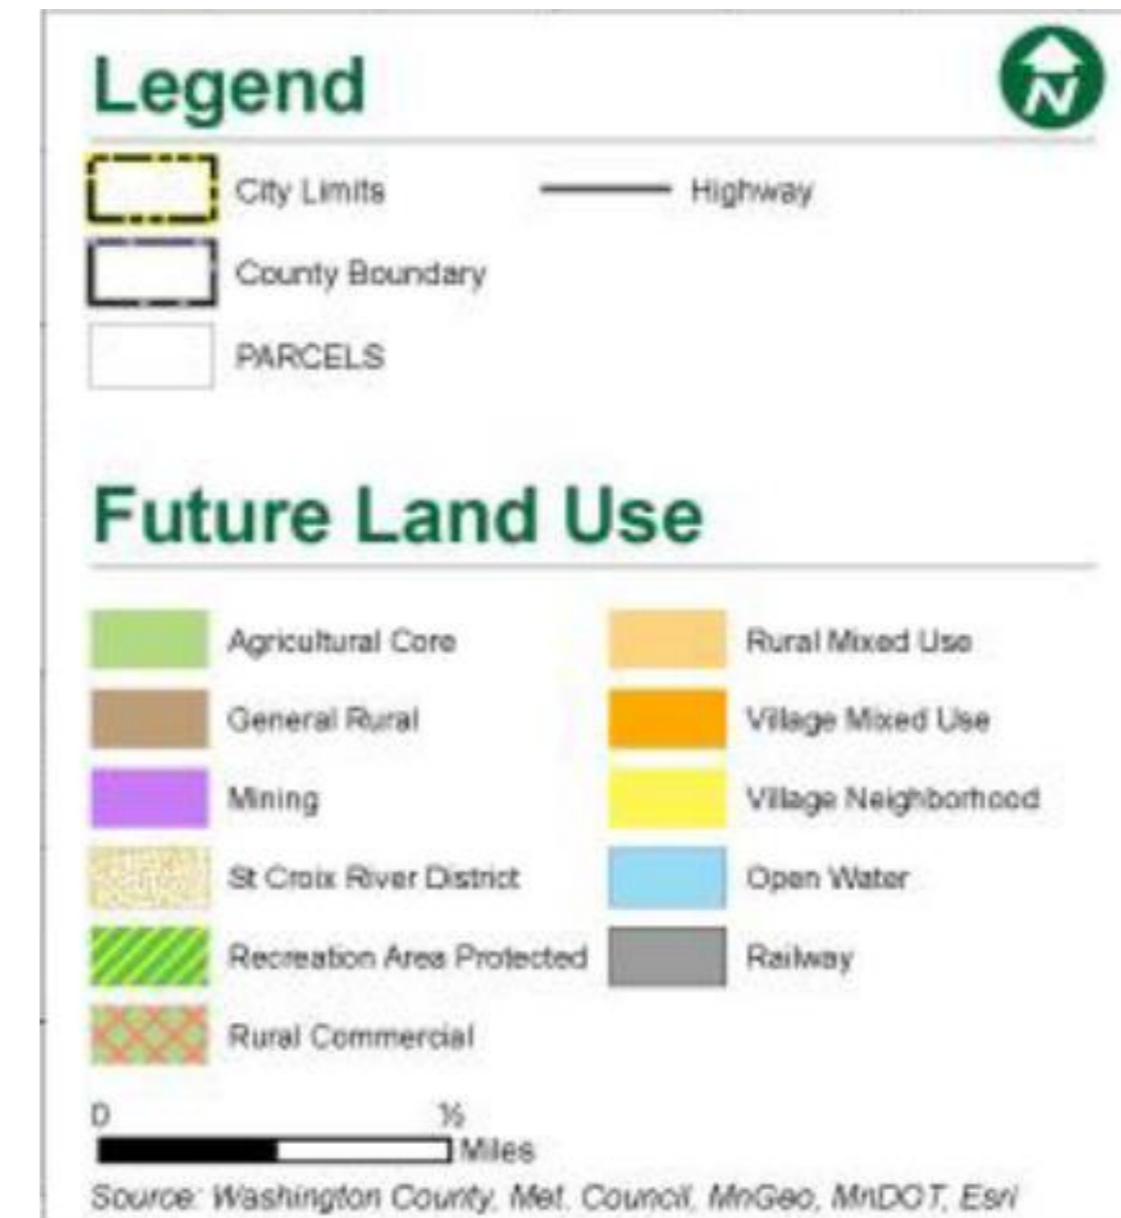 Legend
N
City Limits
Highway
County Boundary
PARCELS
Future Land Use
Agricultural Core
Rural Mixed Use
General Rural
Village Mixed Use
Mining
Village Neighborhood
St Croix River District
Open Water
Recreation Area Protected
Railway
Rural Commercial
0 ½
Miles
Source: Washington County, Met. Council, MnGeo, MnDOT, Esri